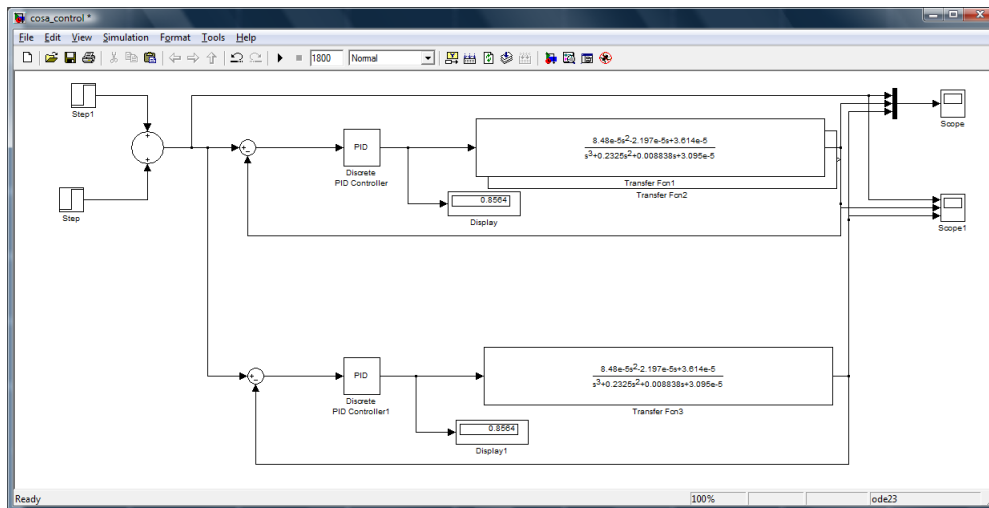 cosa_control *
File Edit View Simulation Format Tools Help
1800 Normal
Step1
+
+
Step
+
-
PID
Discrete
PID Controller
8.48e-5s2-2.197e-5s+3.614e-5
s3+0.2325s2+0.008838s+3.095e-5
Transfer Fcn1
Transfer Fcn2
0.8564
Display
Scope
Scope1
+
-
PID
Discrete
PID Controller1
8.48e-5s2-2.197e-5s+3.614e-5
s3+0.2325s2+0.008838s+3.095e-5
Transfer Fcn3
0.8564
Display1
Ready 100% ode23